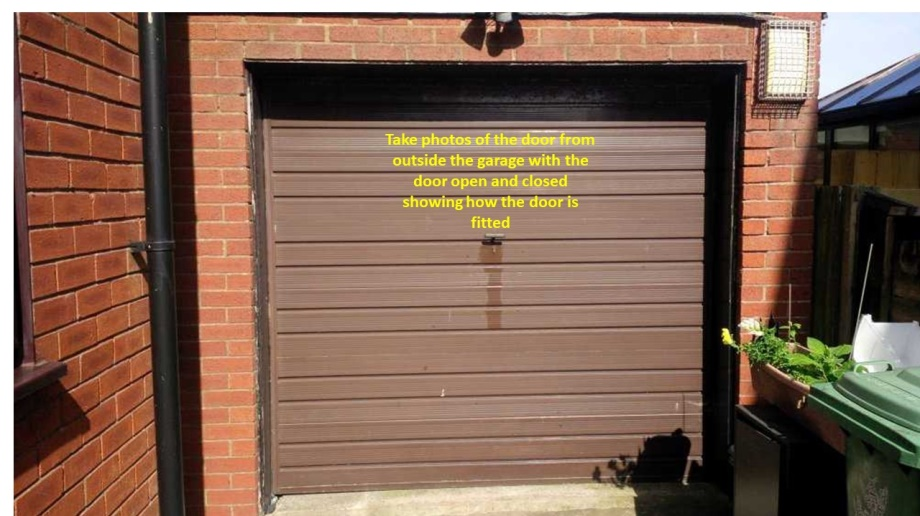 Take photos of the door from
outside the garage with the
door open and closed
showing how the door is
fitted